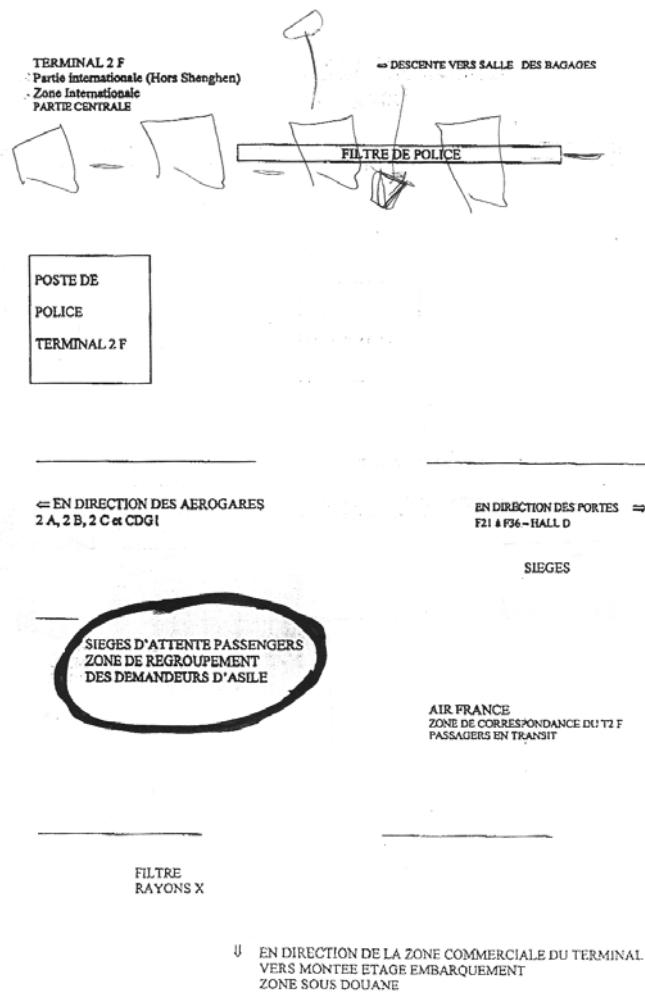 TERMINAL 2 F
- Partie internationale (Hors Shenghen)
- Zone Internationale
PARTIE CENTRALE
⇐ DESCENTE VERS SALLE DES BAGAGES
FILTRE DE POLICE
POSTE DE
POLICE
TERMINAL 2 F
⇐ EN DIRECTION DES AEROGARES
2 A, 2 B, 2 C et CDG1
EN DIRECTION DES PORTES ⇒
F21 à F36 – HALL D
SIEGES
SIEGES D'ATTENTE PASSENGERS
ZONE DE REGROUPEMENT
DES DEMANDEURS D'ASILE
AIR FRANCE
ZONE DE CORRESPONDANCE DU T2 F
PASSAGERS EN TRANSIT
FILTRE
RAYONS X
⇓ EN DIRECTION DE LA ZONE COMMERCIALE DU TERMINAL
VERS MONTEE ETAGE EMBARQUEMENT
ZONE SOUS DOUANE